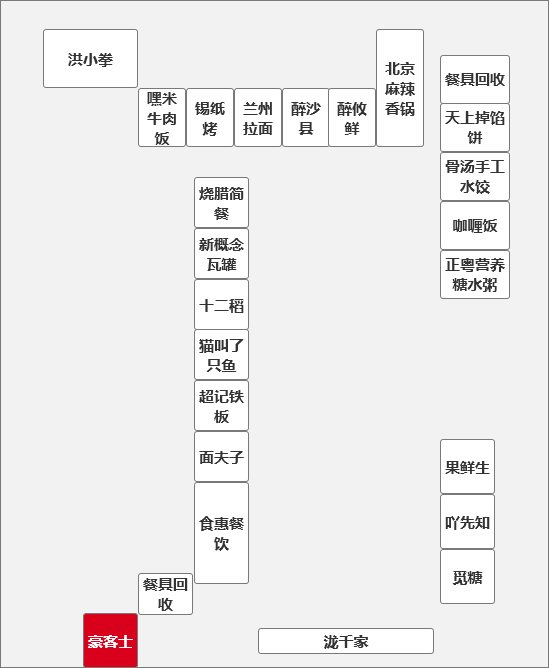 洪小拳
嘿米
牛肉
饭
锡纸
烤
兰州
拉面
醉沙
县
醉攸
鲜
北京
麻辣
香锅
餐具回收
天上掉馅
饼
骨汤手工
水饺
咖喱饭
正粤营养
糖水粥
烧腊简
餐
新概念
瓦罐
十二稻
猫叫了
只鱼
超记铁
板
面夫子
食惠餐
饮
餐具回
收
豪客士
果鲜生
吖先知
觅糖
泷千家